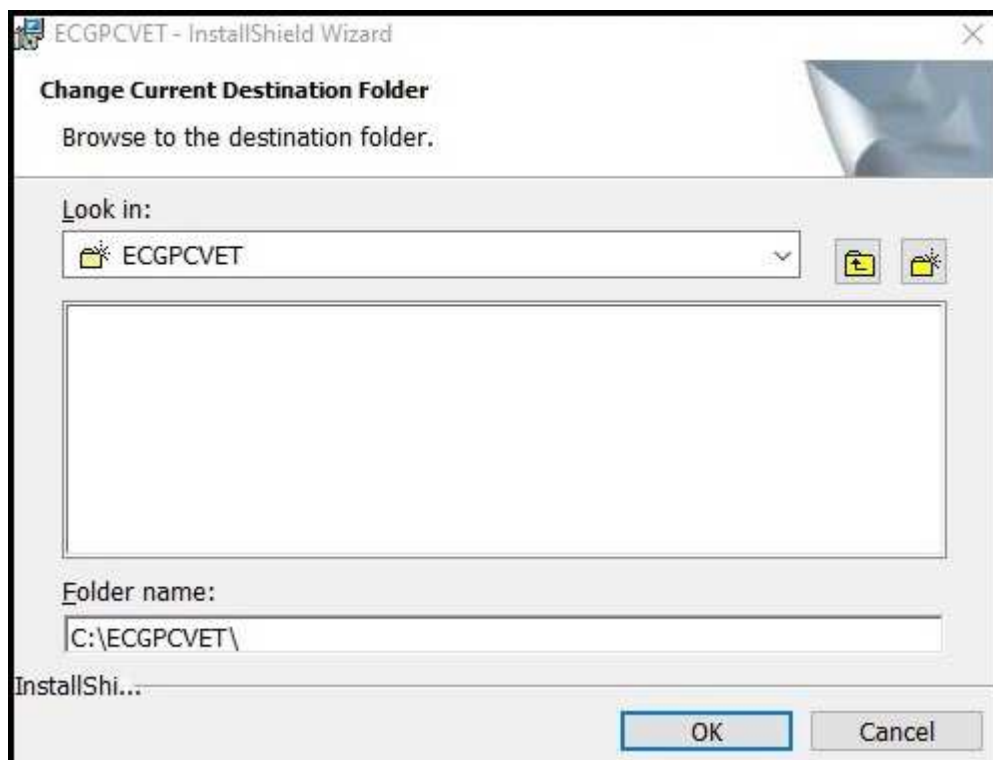 ECGPCVET - InstallShield Wizard
Change Current Destination Folder
Browse to the destination folder.
Look in:
ECGPCVET
Folder name:
C:\ECGPCVET\
InstallShi...
OK Cancel